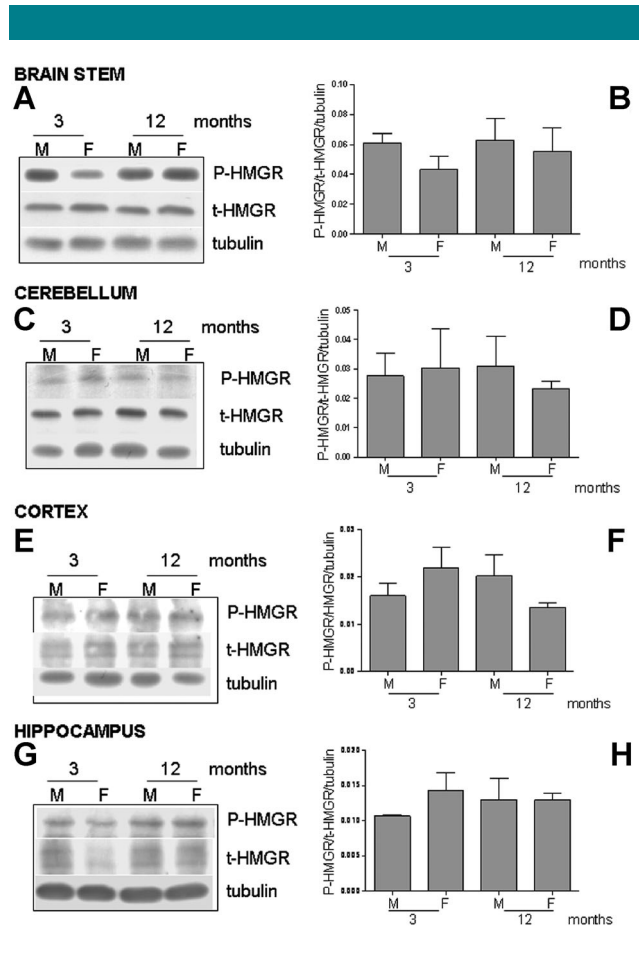 BRAIN STEM
A
3 12 months
M F M F
P-HMGR
t-HMGR
tubulin
B
P-HMGR/t-HMGR/tubulin
0.10
0.08
0.06
0.04
0.02
0.00
M F M F
3 12 months
CEREBELLUM
C
3 12 months
M F M F
P-HMGR
t-HMGR
tubulin
D
P-HMGR/t-HMGR/tubulin
0.05
0.04
0.03
0.02
0.01
0.00
M F M F
3 12 months
CORTEX
E
3 12 months
M F M F
P-HMGR
t-HMGR
tubulin
F
P-HMGR/HMGR/tubulin
0.03
0.02
0.01
0.00
M F M F
3 12 months
HIPPOCAMPUS
G
3 12 months
M F M F
P-HMGR
t-HMGR
tubulin
H
P-HMGR/t-HMGR/tubulin
0.020
0.015
0.010
0.005
0.000
M F M F
3 12 months